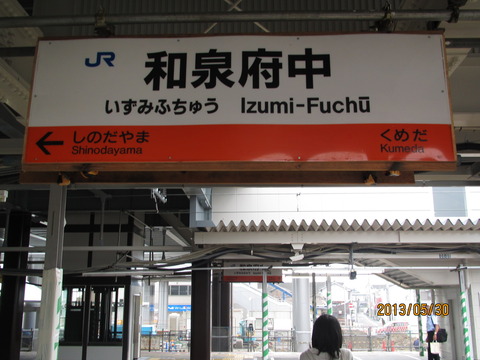 JR 和泉府中
いずみふちゅう Izumi-Fuchū
しのだやま くめだ
Shinodayama Kumeda
2013/05/30